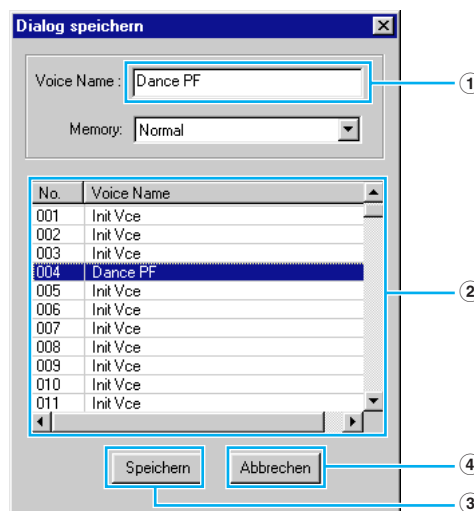 Dialog speichern
Voice Name : Dance PF
1
Memory: Normal
No. Voice Name
001 Init Vce
002 Init Vce
003 Init Vce
004 Dance PF
005 Init Vce
2
006 Init Vce
007 Init Vce
008 Init Vce
009 Init Vce
010 Init Vce
011 Init Vce
Speichern Abbrechen
4
3